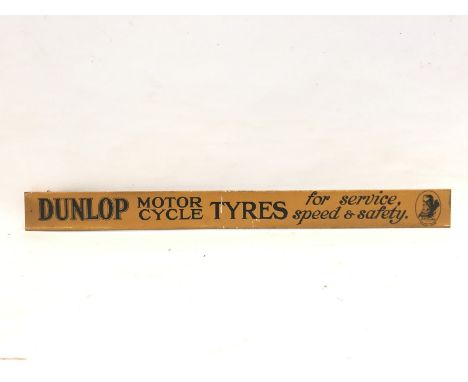 DUNLOP MOTOR CYCLE TYRES for service, speed & safety.